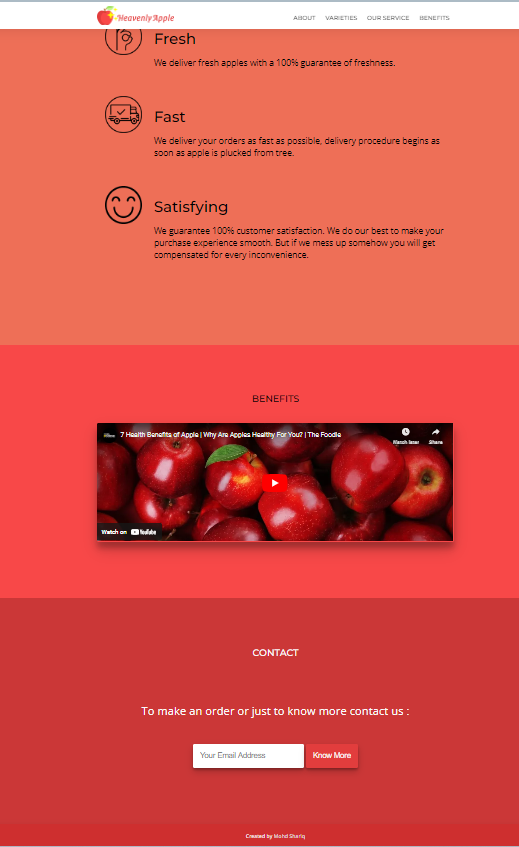 Heavenly Apple
ABOUT VARIETIES OUR SERVICE BENEFITS
Fresh
We deliver fresh apples with a 100% guarantee of freshness.
Fast
We deliver your orders as fast as possible, delivery procedure begins as
soon as apple is plucked from tree.
Satisfying
We guarantee 100% customer satisfaction. We do our best to make your
purchase experience smooth. But if we mess up somehow you will get
compensated for every inconvenience.
BENEFITS
7 Health Benefits of Apple | Why Are Apples Healthy For You? | The Foodie
Watch later Share
Watch on YouTube
CONTACT
To make an order or just to know more contact us :
Your Email Address Know More
Created by Mohd Shariq